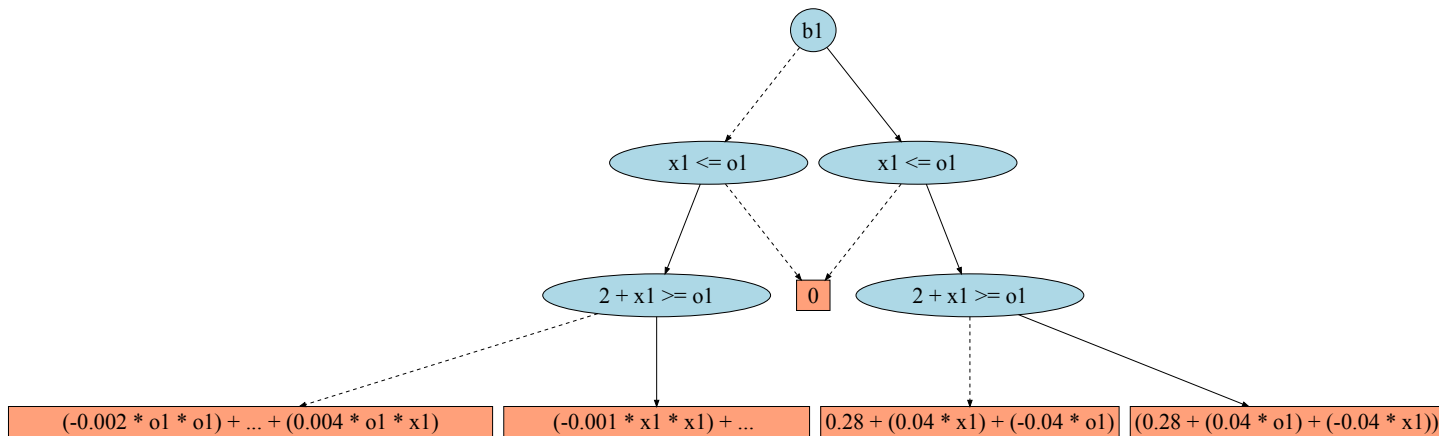 b1
x1 <= o1
x1 <= o1
2 + x1 >= o1
0
2 + x1 >= o1
(-0.002 * o1 * o1) + ... + (0.004 * o1 * x1)
(-0.001 * x1 * x1) + ...
0.28 + (0.04 * x1) + (-0.04 * o1)
(0.28 + (0.04 * o1) + (-0.04 * x1))